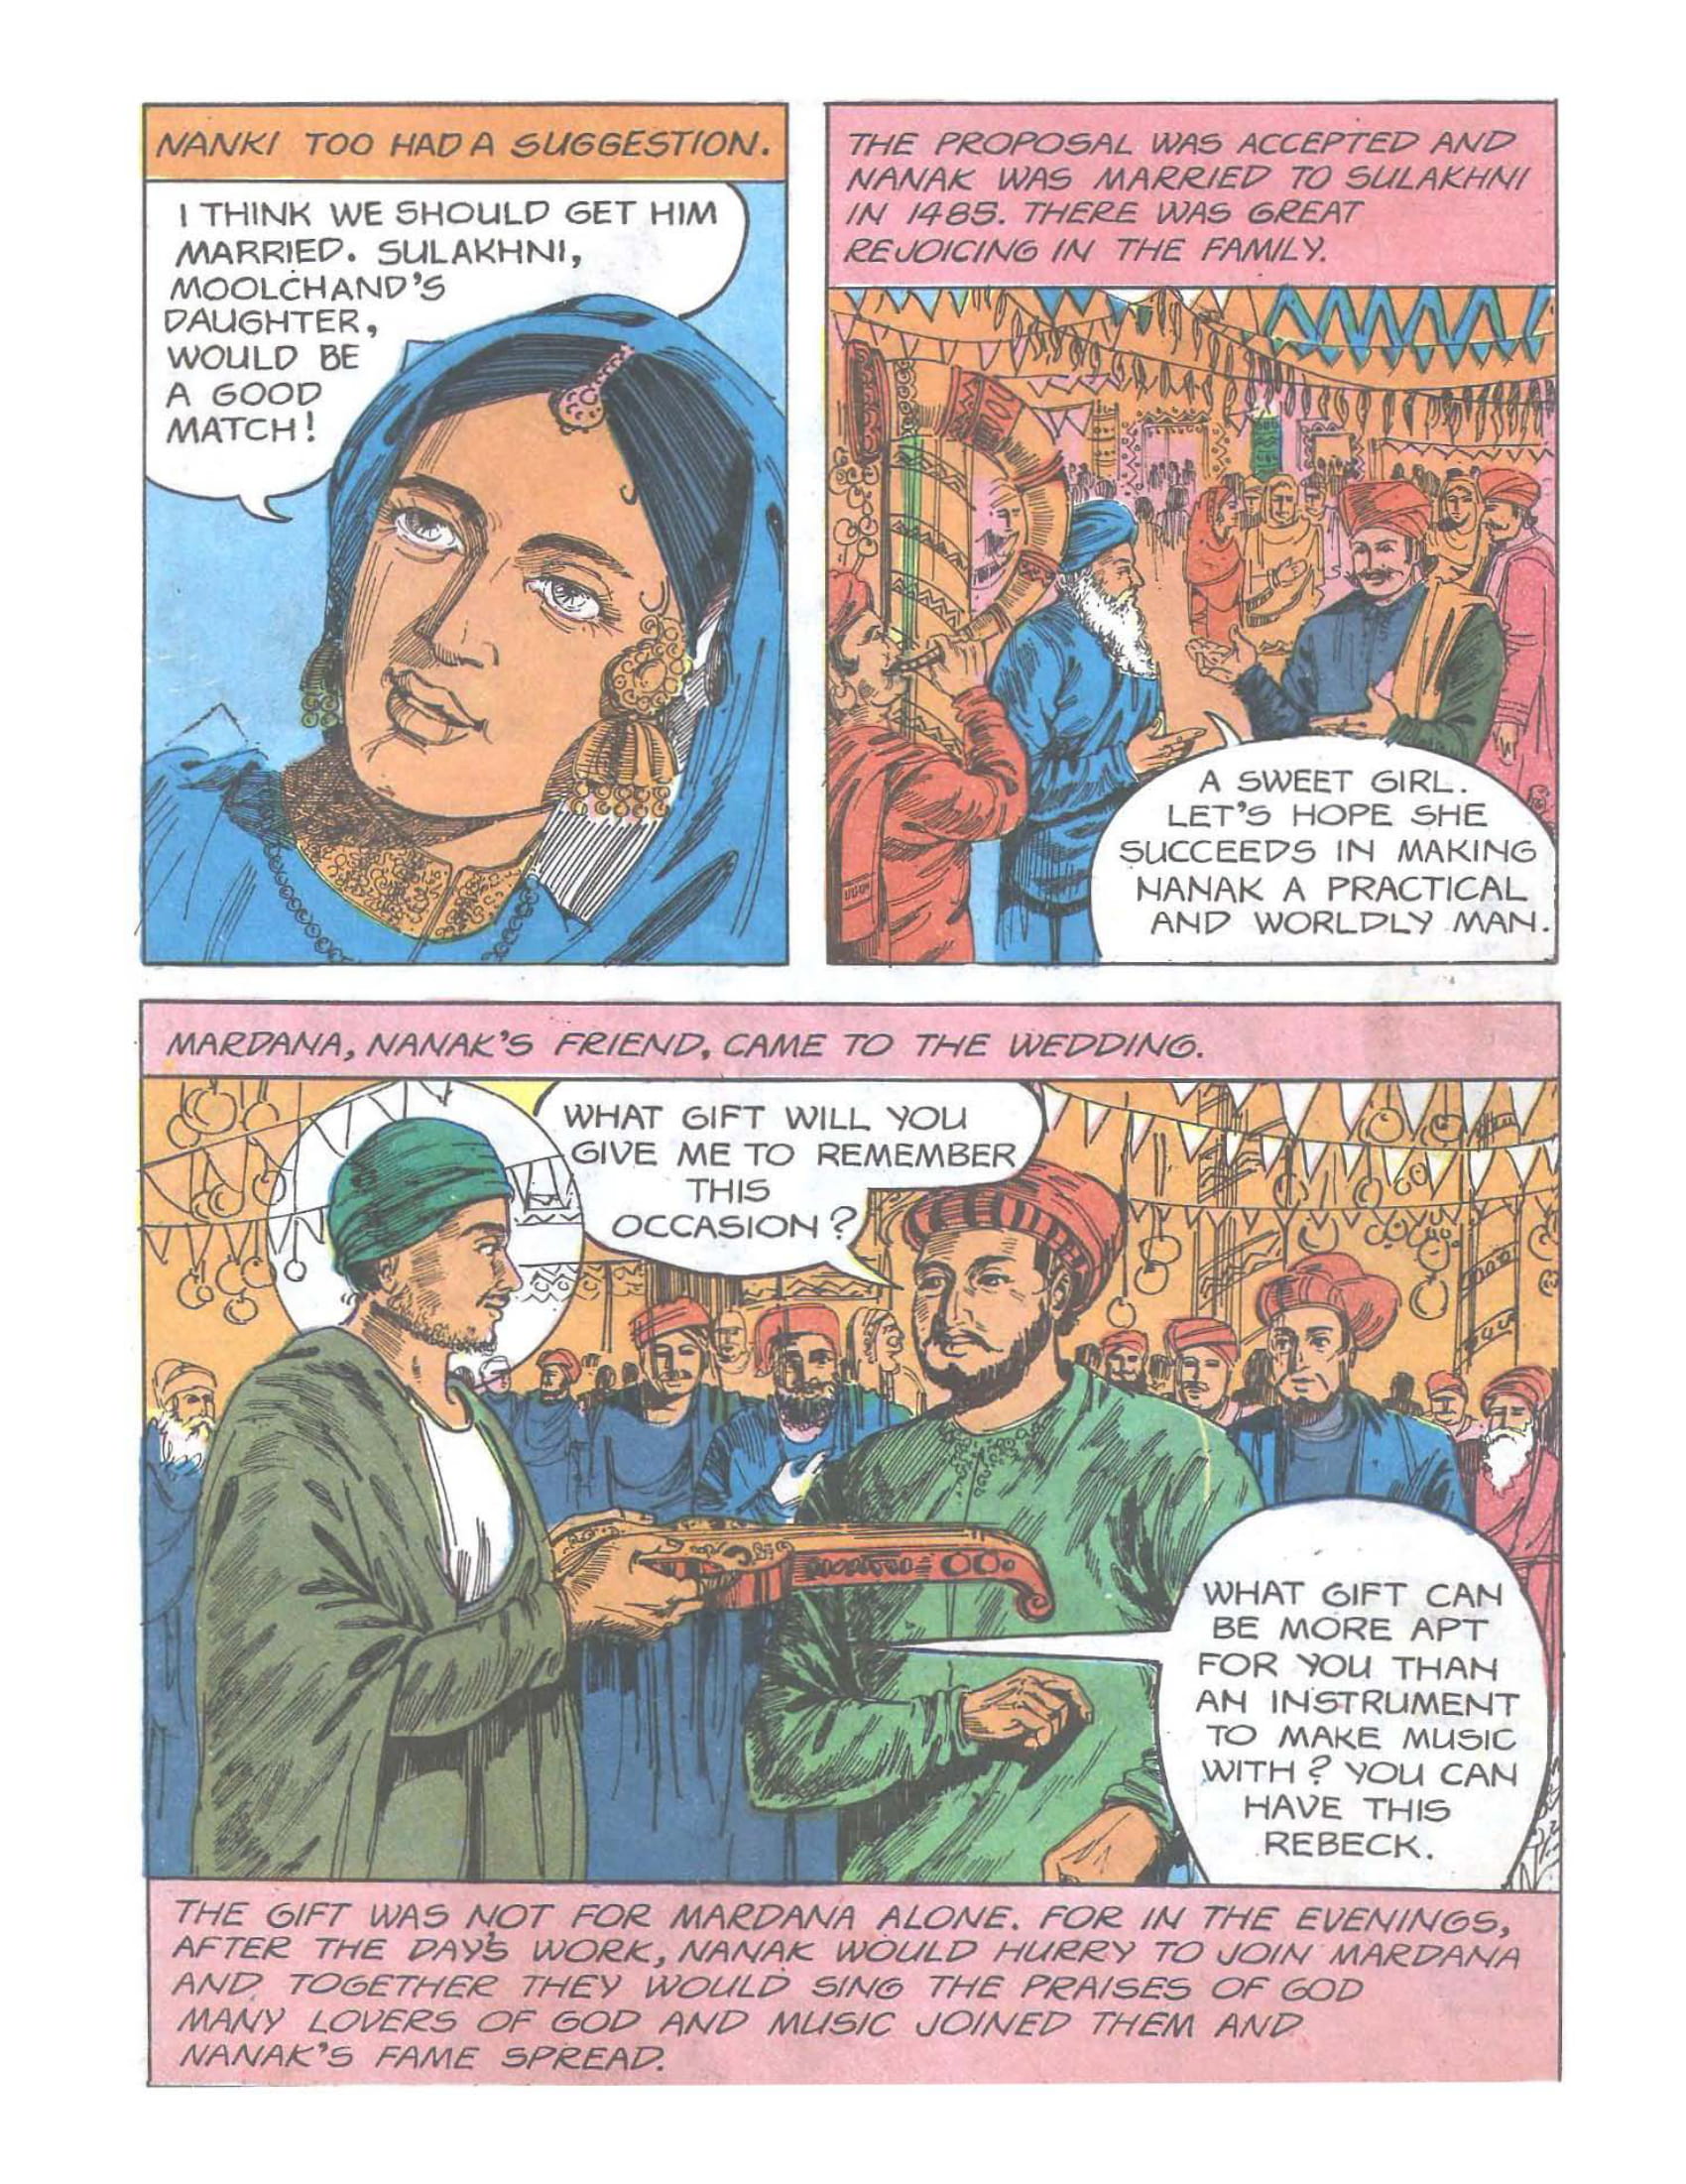 NANKI TOO HAD A SUGGESTION.
I THINK WE SHOULD GET HIM
MARRIED. SULAKHNI,
MOOLCHAND'S
DAUGHTER,
WOULD BE
A GOOD
MATCH!
THE PROPOSAL WAS ACCEPTED AND
NANAK WAS MARRIED TO SULAKHNI
IN 1485. THERE WAS GREAT
REJOICING IN THE FAMILY.
A SWEET GIRL.
LET'S HOPE SHE
SUCCEEDS IN MAKING
NANAK A PRACTICAL
AND WORLDLY MAN.
MARDANA, NANAK'S FRIEND, CAME TO THE WEDDING.
WHAT GIFT WILL YOU
GIVE ME TO REMEMBER
THIS
OCCASION?
WHAT GIFT CAN
BE MORE APT
FOR YOU THAN
AN INSTRUMENT
TO MAKE MUSIC
WITH? YOU CAN
HAVE THIS
REBECK.
THE GIFT WAS NOT FOR MARDANA ALONE. FOR IN THE EVENINGS,
AFTER THE DAY'S WORK, NANAK WOULD HURRY TO JOIN MARDANA
AND TOGETHER THEY WOULD SING THE PRAISES OF GOD
MANY LOVERS OF GOD AND MUSIC JOINED THEM AND
NANAK'S FAME SPREAD.